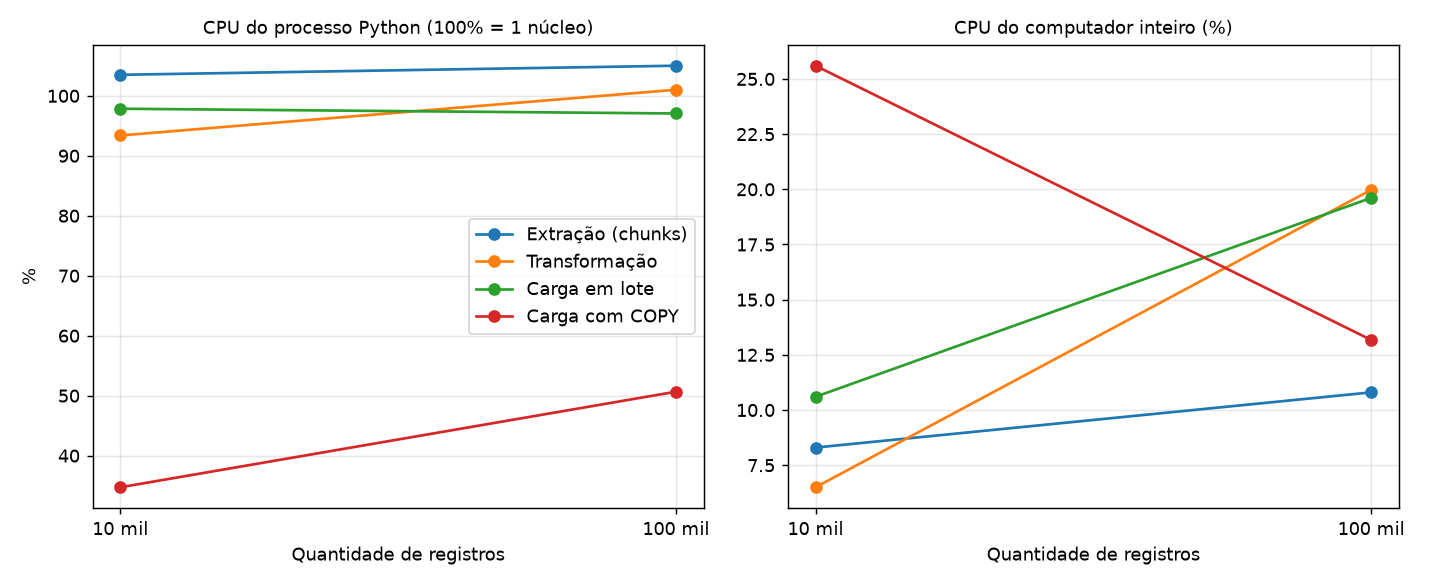 CPU do processo Python (100% = 1 núcleo)
100
90
80
70
60
50
40
%
Extração (chunks)
Transformação
Carga em lote
Carga com COPY
10 mil
100 mil
Quantidade de registros
CPU do computador inteiro (%)
25.0
22.5
20.0
17.5
15.0
12.5
10.0
7.5
10 mil
100 mil
Quantidade de registros